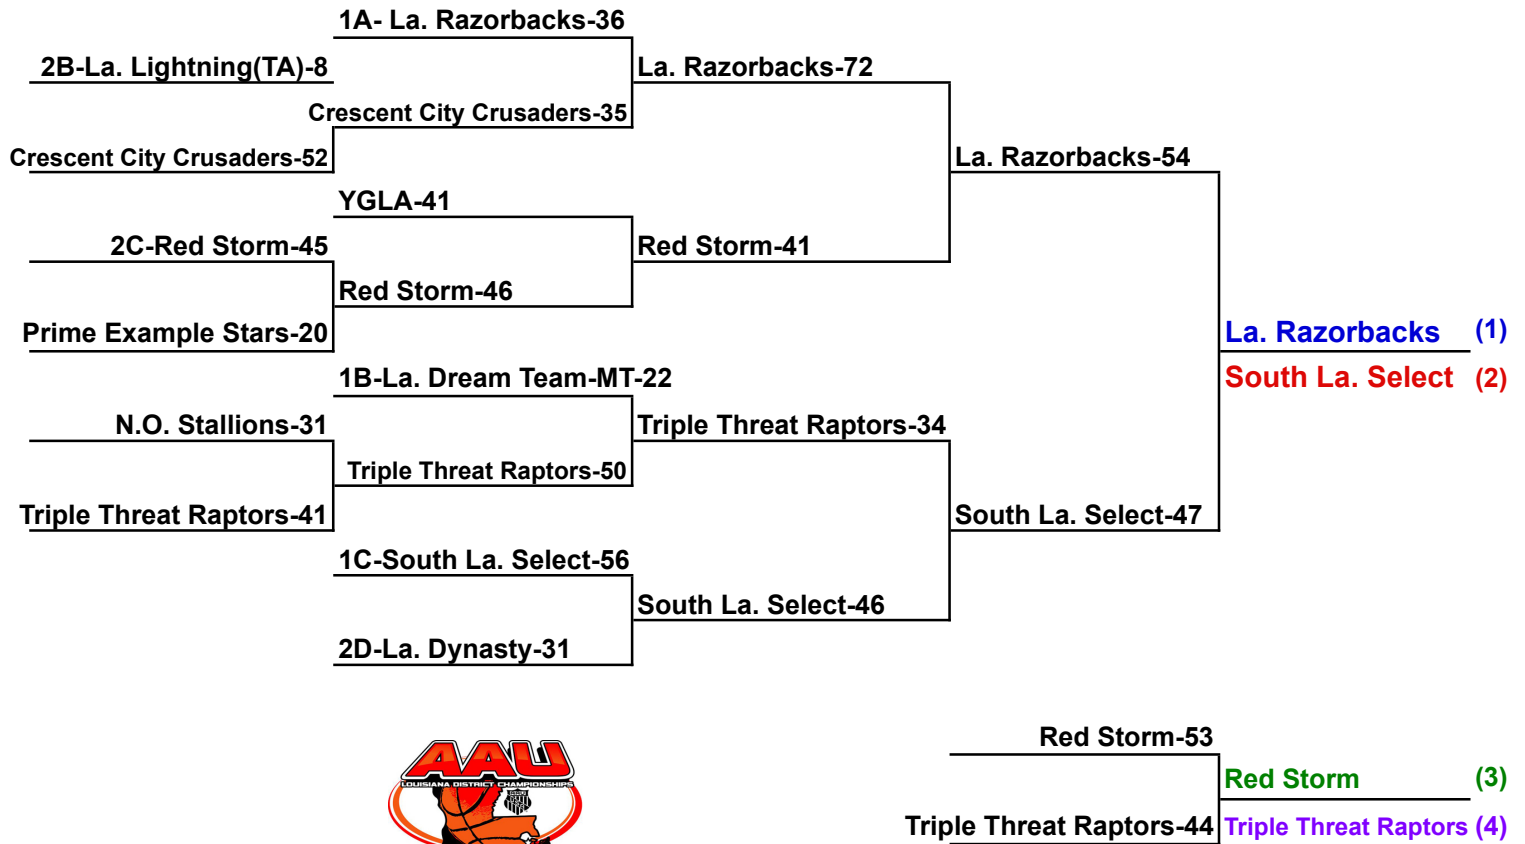 1A- La. Razorbacks-36
2B-La. Lightning(TA)-8
La. Razorbacks-72
Crescent City Crusaders-35
Crescent City Crusaders-52
La. Razorbacks-54
YGLA-41
2C-Red Storm-45
Red Storm-41
Red Storm-46
Prime Example Stars-20
La. Razorbacks (1)
1B-La. Dream Team-MT-22
South La. Select (2)
N.O. Stallions-31
Triple Threat Raptors-34
Triple Threat Raptors-50
Triple Threat Raptors-41
South La. Select-47
1C-South La. Select-56
South La. Select-46
2D-La. Dynasty-31
Red Storm-53
AAU
LOUISIANA DISTRICT CHAMPIONSHIPS
Red Storm (3)
Triple Threat Raptors-44
Triple Threat Raptors (4)